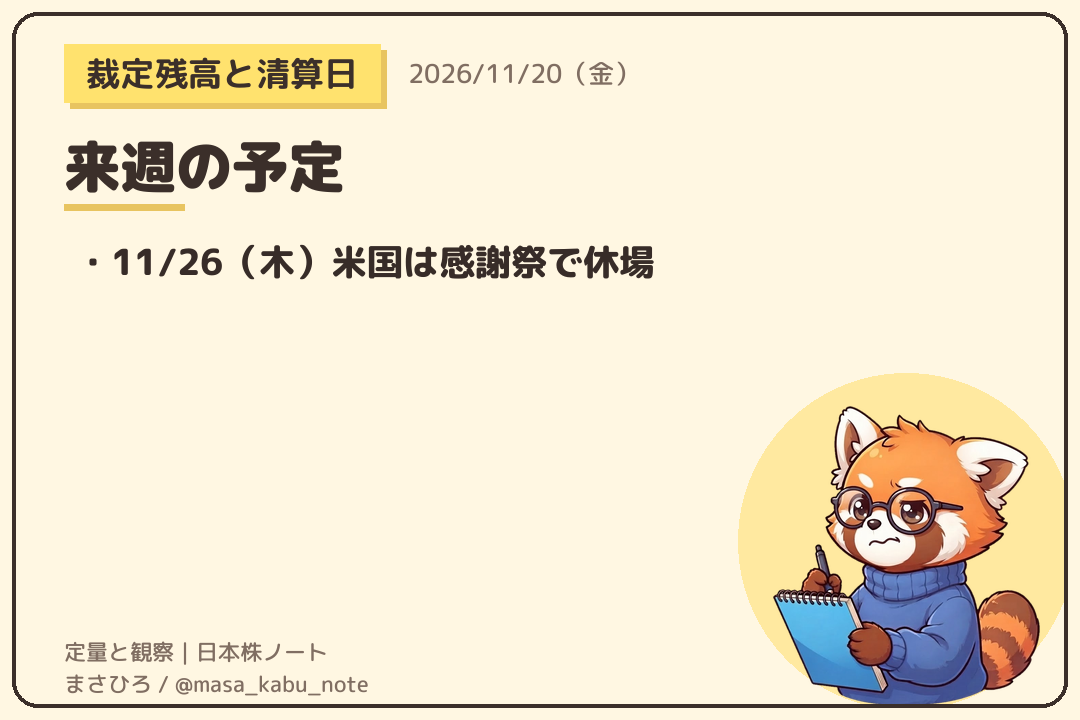 裁定残高と清算日
2026/11/20（金）
来週の予定
・11/26（木）米国は感謝祭で休場
定量と観察 | 日本株ノート
まさひろ / @masa_kabu_note